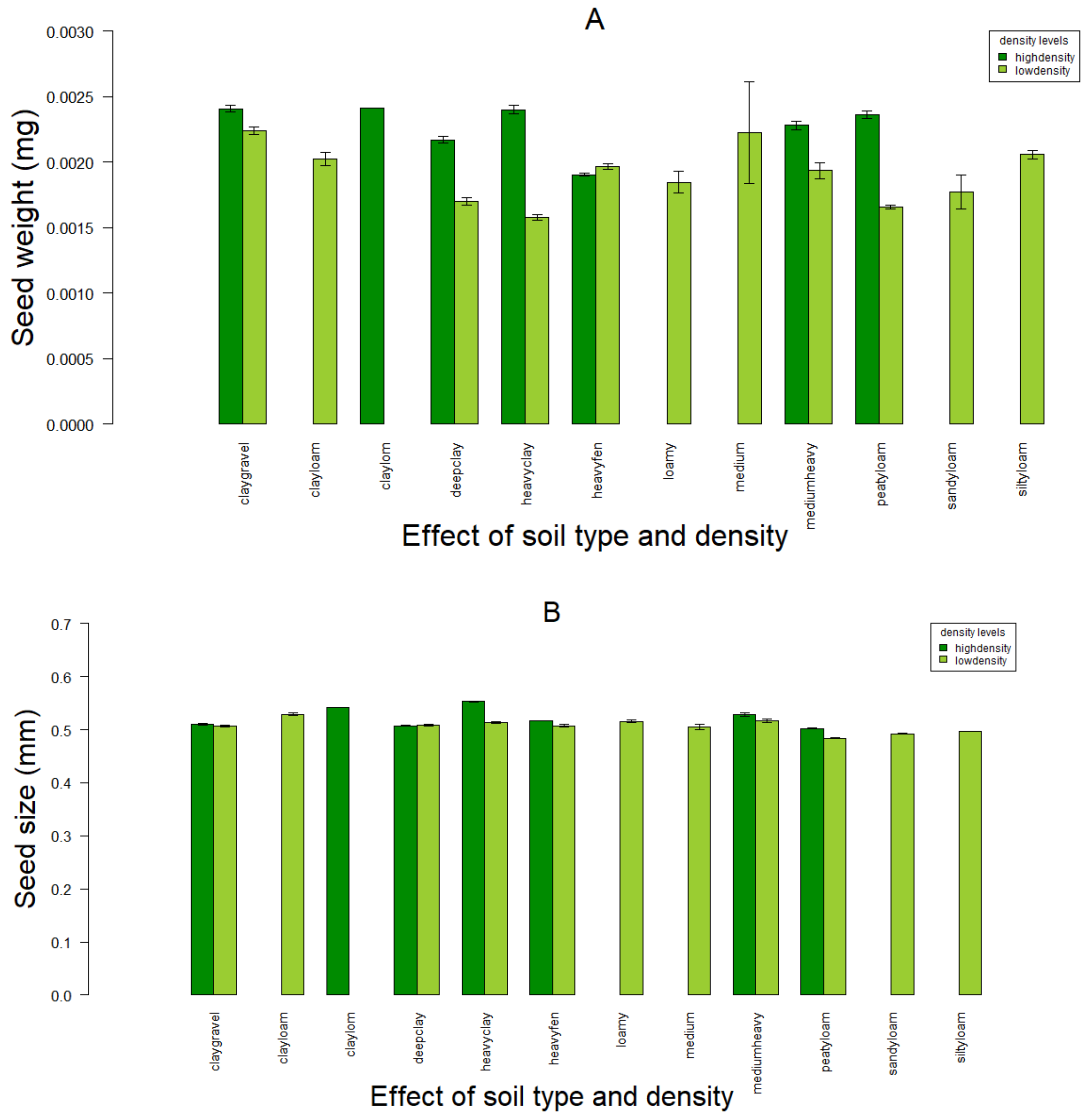 A
0.0030
0.0025
0.0020
0.0015
0.0010
0.0005
0.0000
Seed weight (mg)
density levels
highdensity
lowdensity
claygravel
clayloam
claylom
deepclay
heavyclay
heavyfen
loamy
medium
mediumheavy
peatyloam
sandyloam
siltyloam
Effect of soil type and density
B
0.7
0.6
0.5
0.4
0.3
0.2
0.1
0.0
Seed size (mm)
density levels
highdensity
lowdensity
claygravel
clayloam
claylom
deepclay
heavyclay
heavyfen
loamy
medium
mediumheavy
peatyloam
sandyloam
siltyloam
Effect of soil type and density